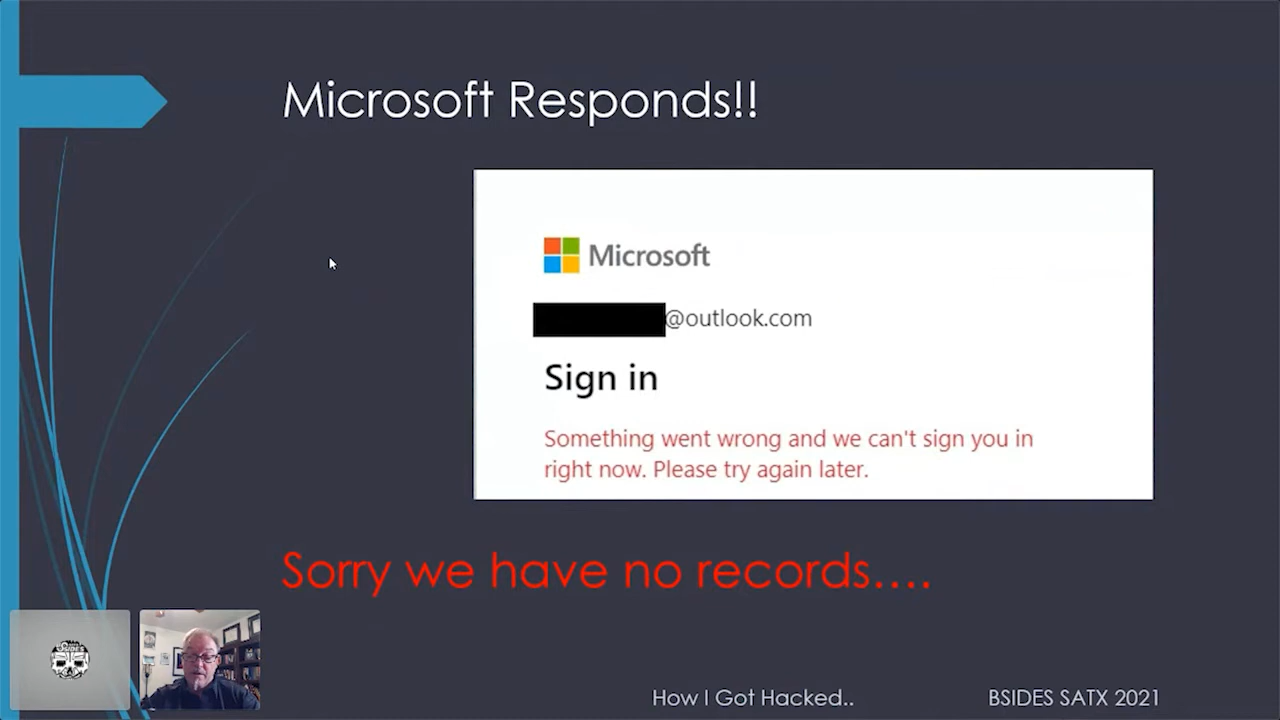 Microsoft Responds!!
Microsoft
@outlook.com
Sign in
Something went wrong and we can't sign you in
right now. Please try again later.
Sorry we have no records....
SIDES
How I Got Hacked..
BSIDES SATX 2021